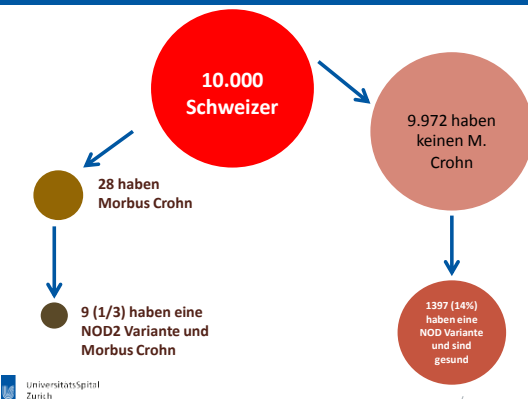 10.000
Schweizer
9.972 haben
keinen M.
Crohn
28 haben
Morbus Crohn
9 (1/3) haben eine
NOD2 Variante und
Morbus Crohn
1397 (14%)
haben eine
NOD Variante
und sind
gesund
UniversitätsSpital
Zürich